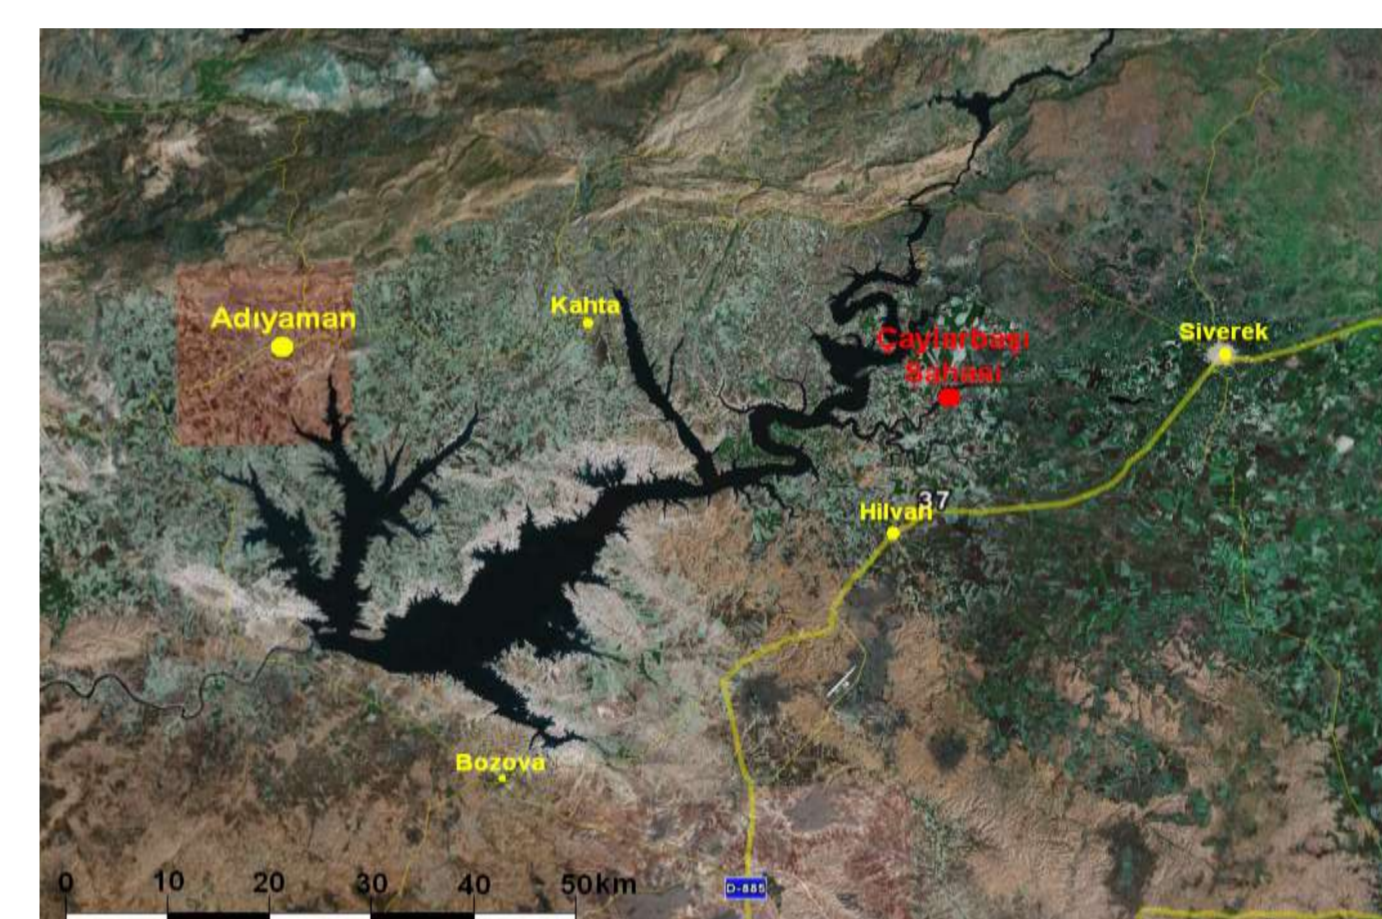 Kahta
Adıyaman
Siverek
Çaylarbaşı
Sahası
37
Hilvan
Bozova
0 10 20 30 40 50km
D-885